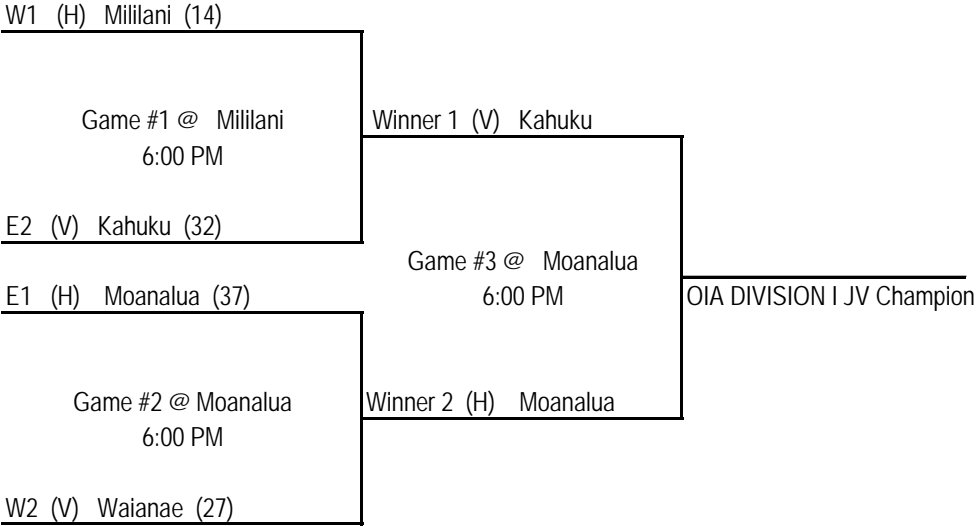 W1 (H) Mililani (14)
Game #1 @ Mililani
6:00 PM
Winner 1 (V) Kahuku
E2 (V) Kahuku (32)
Game #3 @ Moanalua
6:00 PM
E1 (H) Moanalua (37)
OIA DIVISION I JV Champion
Game #2 @ Moanalua
6:00 PM
Winner 2 (H) Moanalua
W2 (V) Waianae (27)